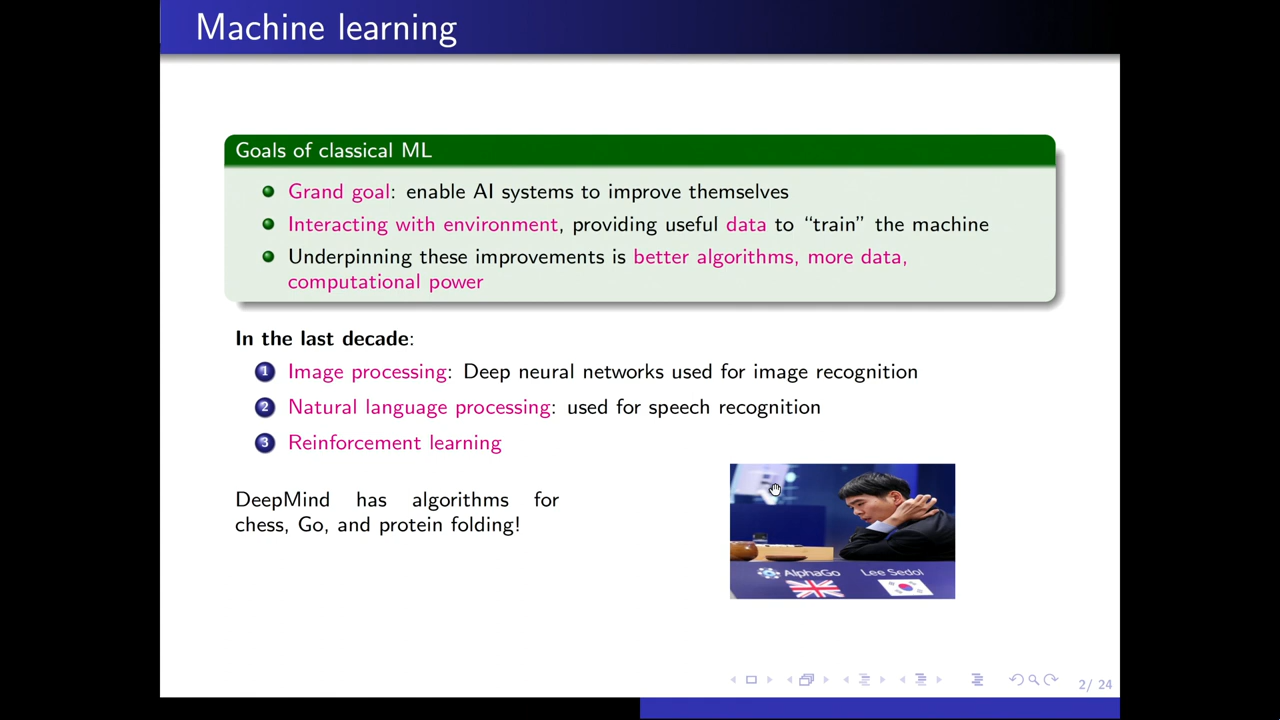 Machine learning
Goals of classical ML
Grand goal: enable AI systems to improve themselves
Interacting with environment, providing useful data to “train” the machine
Underpinning these improvements is better algorithms, more data,
computational power
In the last decade:
1 Image processing: Deep neural networks used for image recognition
2 Natural language processing: used for speech recognition
3 Reinforcement learning
DeepMind has algorithms for
chess, Go, and protein folding!
AlphaGo Lee Sedol
2/ 24